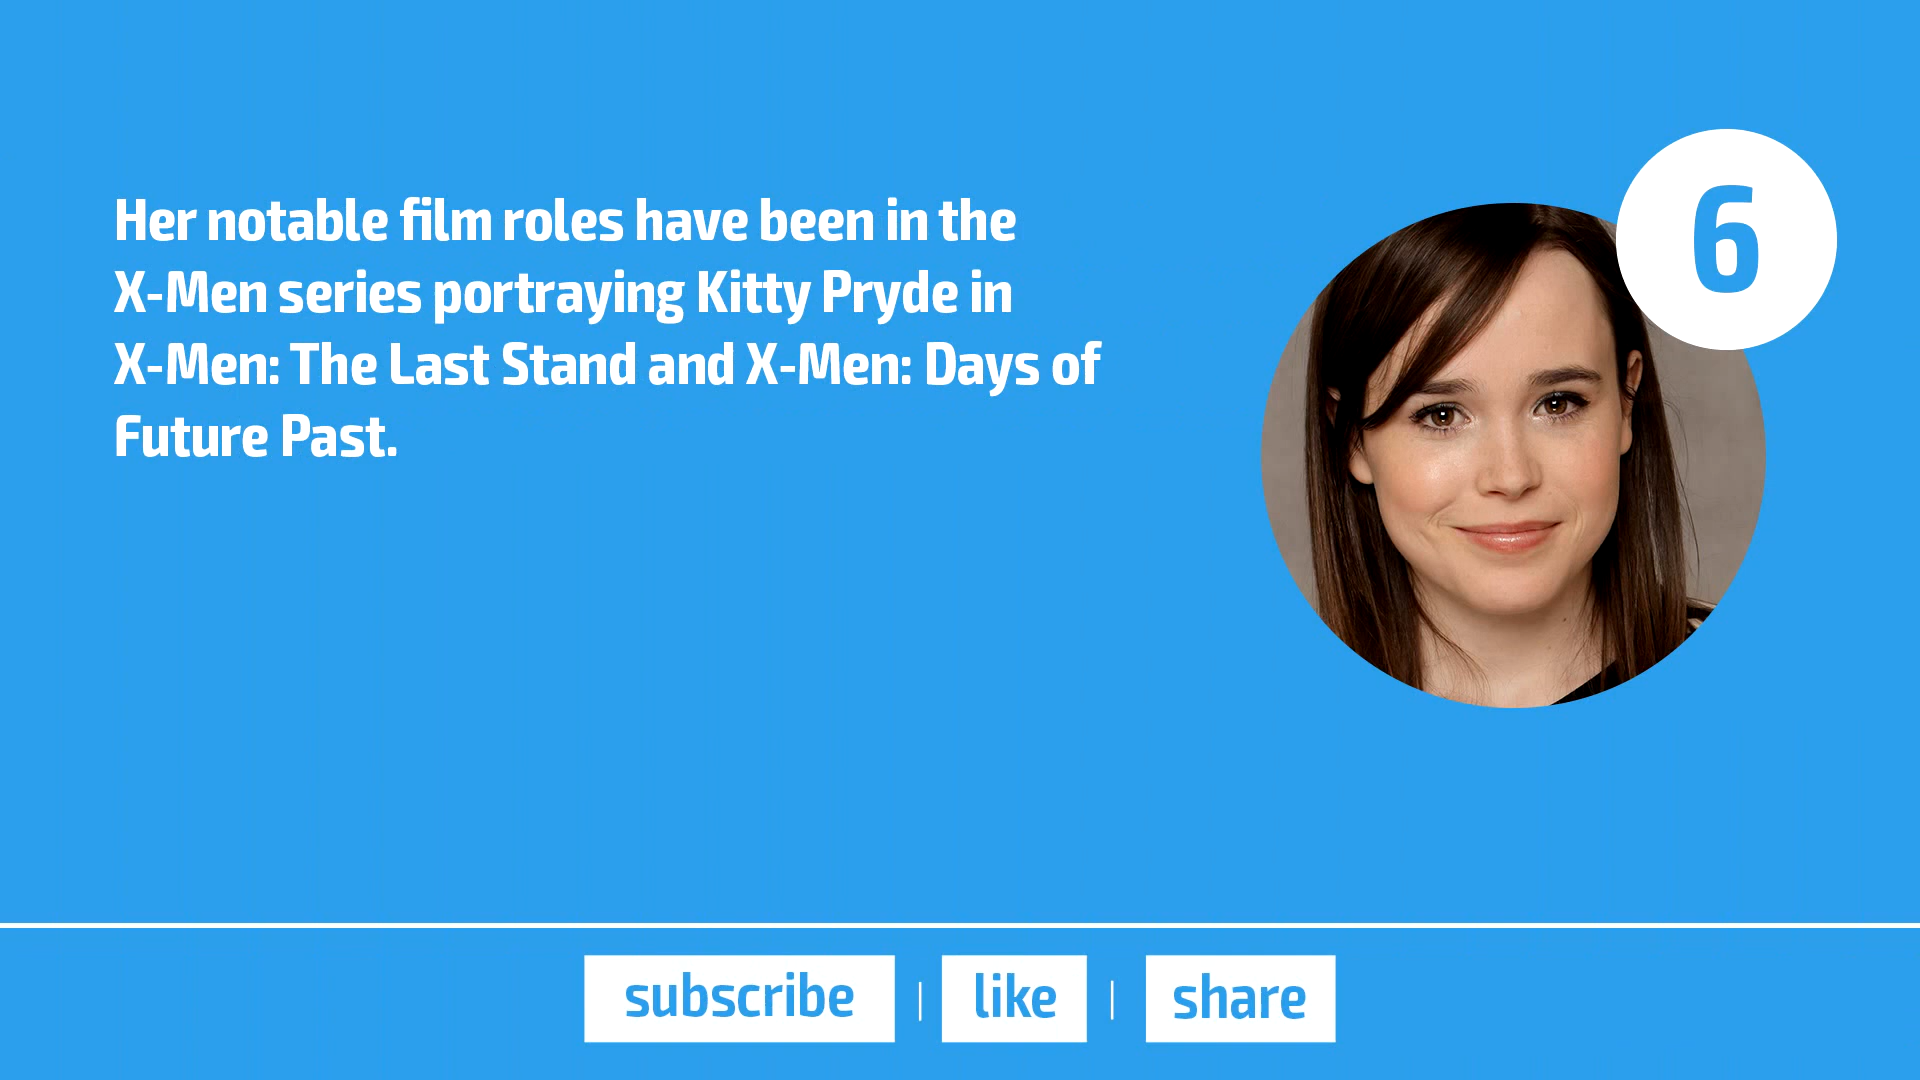 Her notable film roles have been in the
X-Men series portraying Kitty Pryde in
X-Men: The Last Stand and X-Men: Days of
Future Past.
6
subscribe | like | share